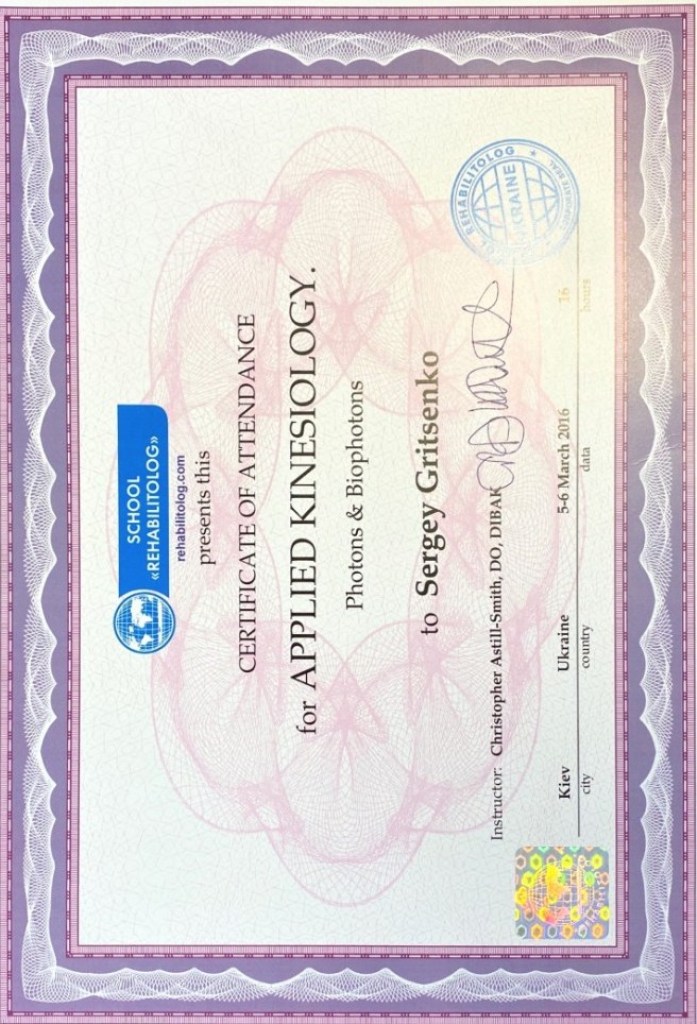 SCHOOL
«REHABILITOLOG»
rehabilitolog.com
presents this
CERTIFICATE OF ATTENDANCE
for APPLIED KINESIOLOGY.
Photons & Biophotons
to Sergey Gritsenko
Instructor: Christopher Astill-Smith, DO, DIBAK
REHABILITOLOG
UKRAINE
CORPORATE SEAL
Kiev Ukraine 5-6 March 2016 16
city country data hours